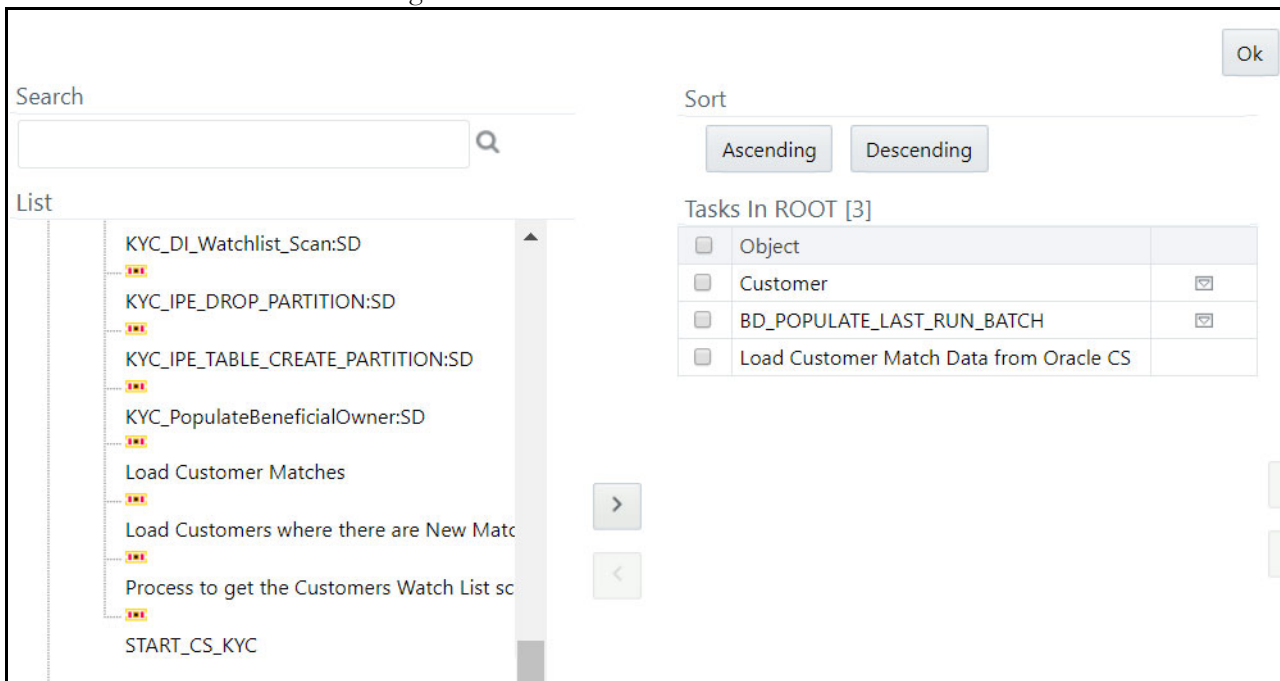 Ok
Search
Sort
Ascending Descending
List
Tasks In ROOT [3]
KYC_DI_Watchlist_Scan:SD
Object
KYC_IPE_DROP_PARTITION:SD
Customer
BD_POPULATE_LAST_RUN_BATCH
KYC_IPE_TABLE_CREATE_PARTITION:SD
Load Customer Match Data from Oracle CS
KYC_PopulateBeneficialOwner:SD
Load Customer Matches
Load Customers where there are New Matc
Process to get the Customers Watch List sc
START_CS_KYC